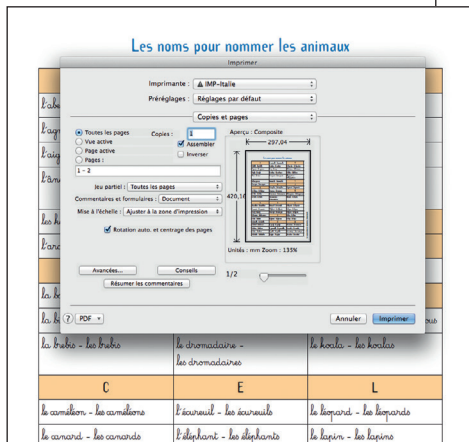 Les noms pour nommer les animaux
Imprimer
Imprimante : IMP-Italie
Préréglages : Réglages par défaut
Copies et pages
Toutes les pages
Copies : 1
Aperçu : Composite
Vue active
Assembler
297,04
Page active
Inverser
Pages :
1 - 2
Jeu partiel : Toutes les pages
420,16
Commentaires et formulaires : Document
Mise à l'échelle : Ajuster à la zone d'impression
Rotation auto. et centrage des pages
Unités : mm Zoom : 135%
Avancées... Conseils
1/2
Résumer les commentaires
? PDF Annuler Imprimer
la brebis - les brebis le dromadaire - le koala - les koalas
les dromadaires
C E L
le caméléon - les caméléons l'écureuil - les écureuils le léopard - les léopards
le canard - les canards l'éléphant - les éléphants le lapin - les lapins